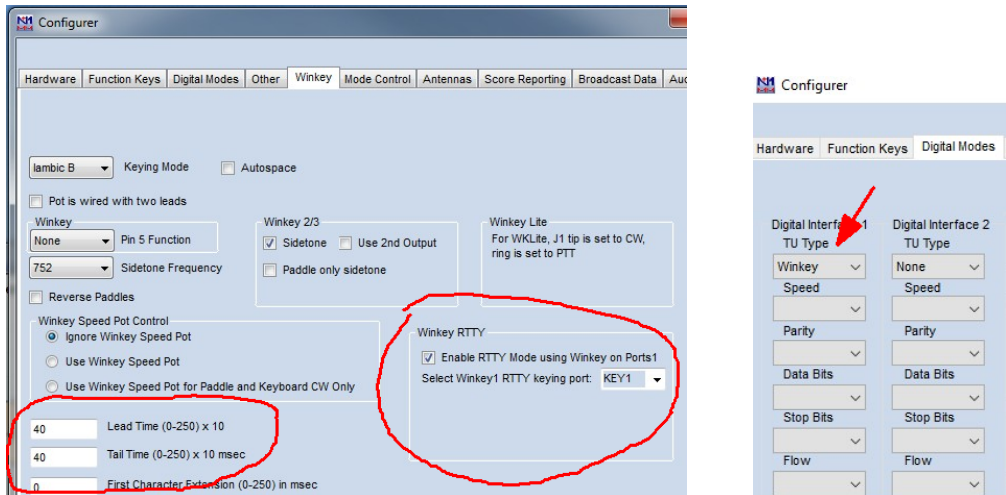 Configurer
Hardware Function Keys Digital Modes Other Winkey Mode Control Antennas Score Reporting Broadcast Data
Iambic B Keying Mode Autospace
Pot is wired with two leads
Winkey
None Pin 5 Function
752 Sidetone Frequency
Reverse Paddles
Winkey 2/3
Sidetone Use 2nd Output
Paddle only sidetone
Winkey Lite
For WKLite, J1 tip is set to CW,
ring is set to PTT
Winkey Speed Pot Control
Ignore Winkey Speed Pot
Use Winkey Speed Pot
Use Winkey Speed Pot for Paddle and Keyboard CW Only
Winkey RTTY
Enable RTTY Mode using Winkey on Ports1
Select Winkey1 RTTY keying port: KEY1
40 Lead Time (0-250) x 10
40 Tail Time (0-250) x 10 msec
0 First Character Extension (0-250) in msec
Configurer
Hardware Function Keys Digital Modes
Digital Interface 1 Digital Interface 2
TU Type TU Type
Winkey None
Speed Speed
Parity Parity
Data Bits Data Bits
Stop Bits Stop Bits
Flow Flow